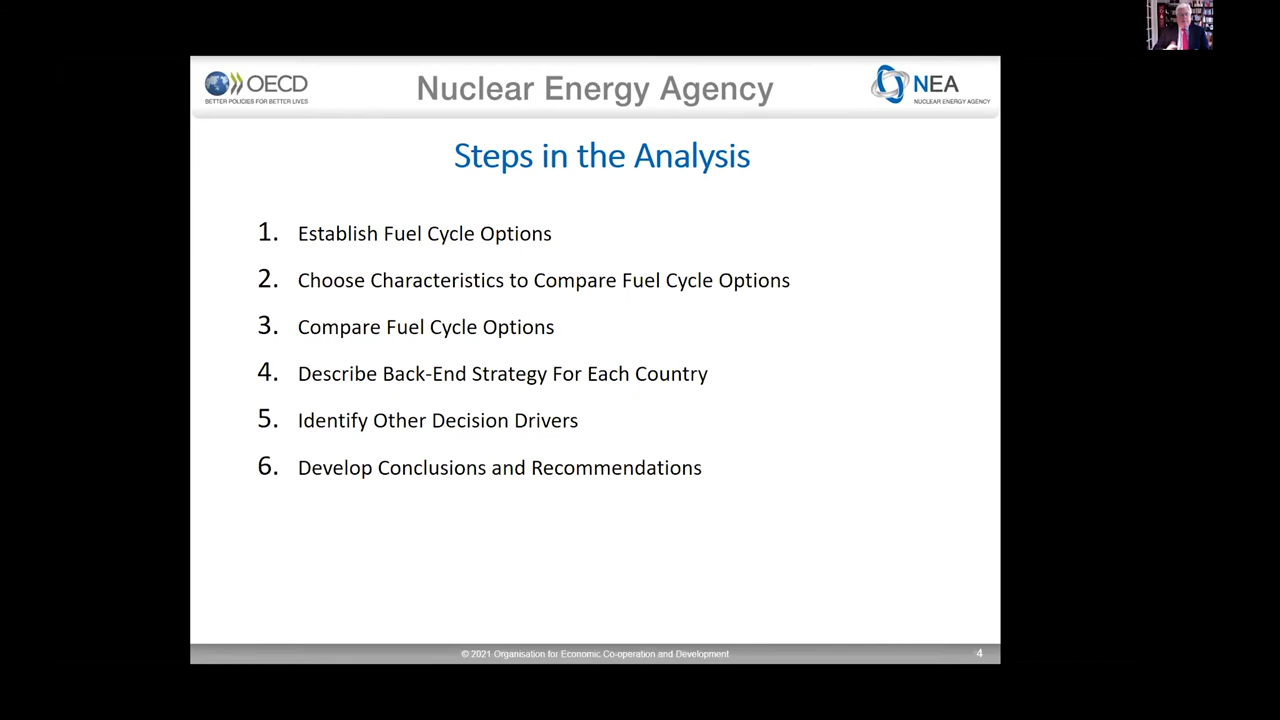 OECD
BETTER POLICIES FOR BETTER LIVES
Nuclear Energy Agency
NEA
NUCLEAR ENERGY AGENCY
Steps in the Analysis
1. Establish Fuel Cycle Options
2. Choose Characteristics to Compare Fuel Cycle Options
3. Compare Fuel Cycle Options
4. Describe Back-End Strategy For Each Country
5. Identify Other Decision Drivers
6. Develop Conclusions and Recommendations
© 2021 Organisation for Economic Co-operation and Development
4